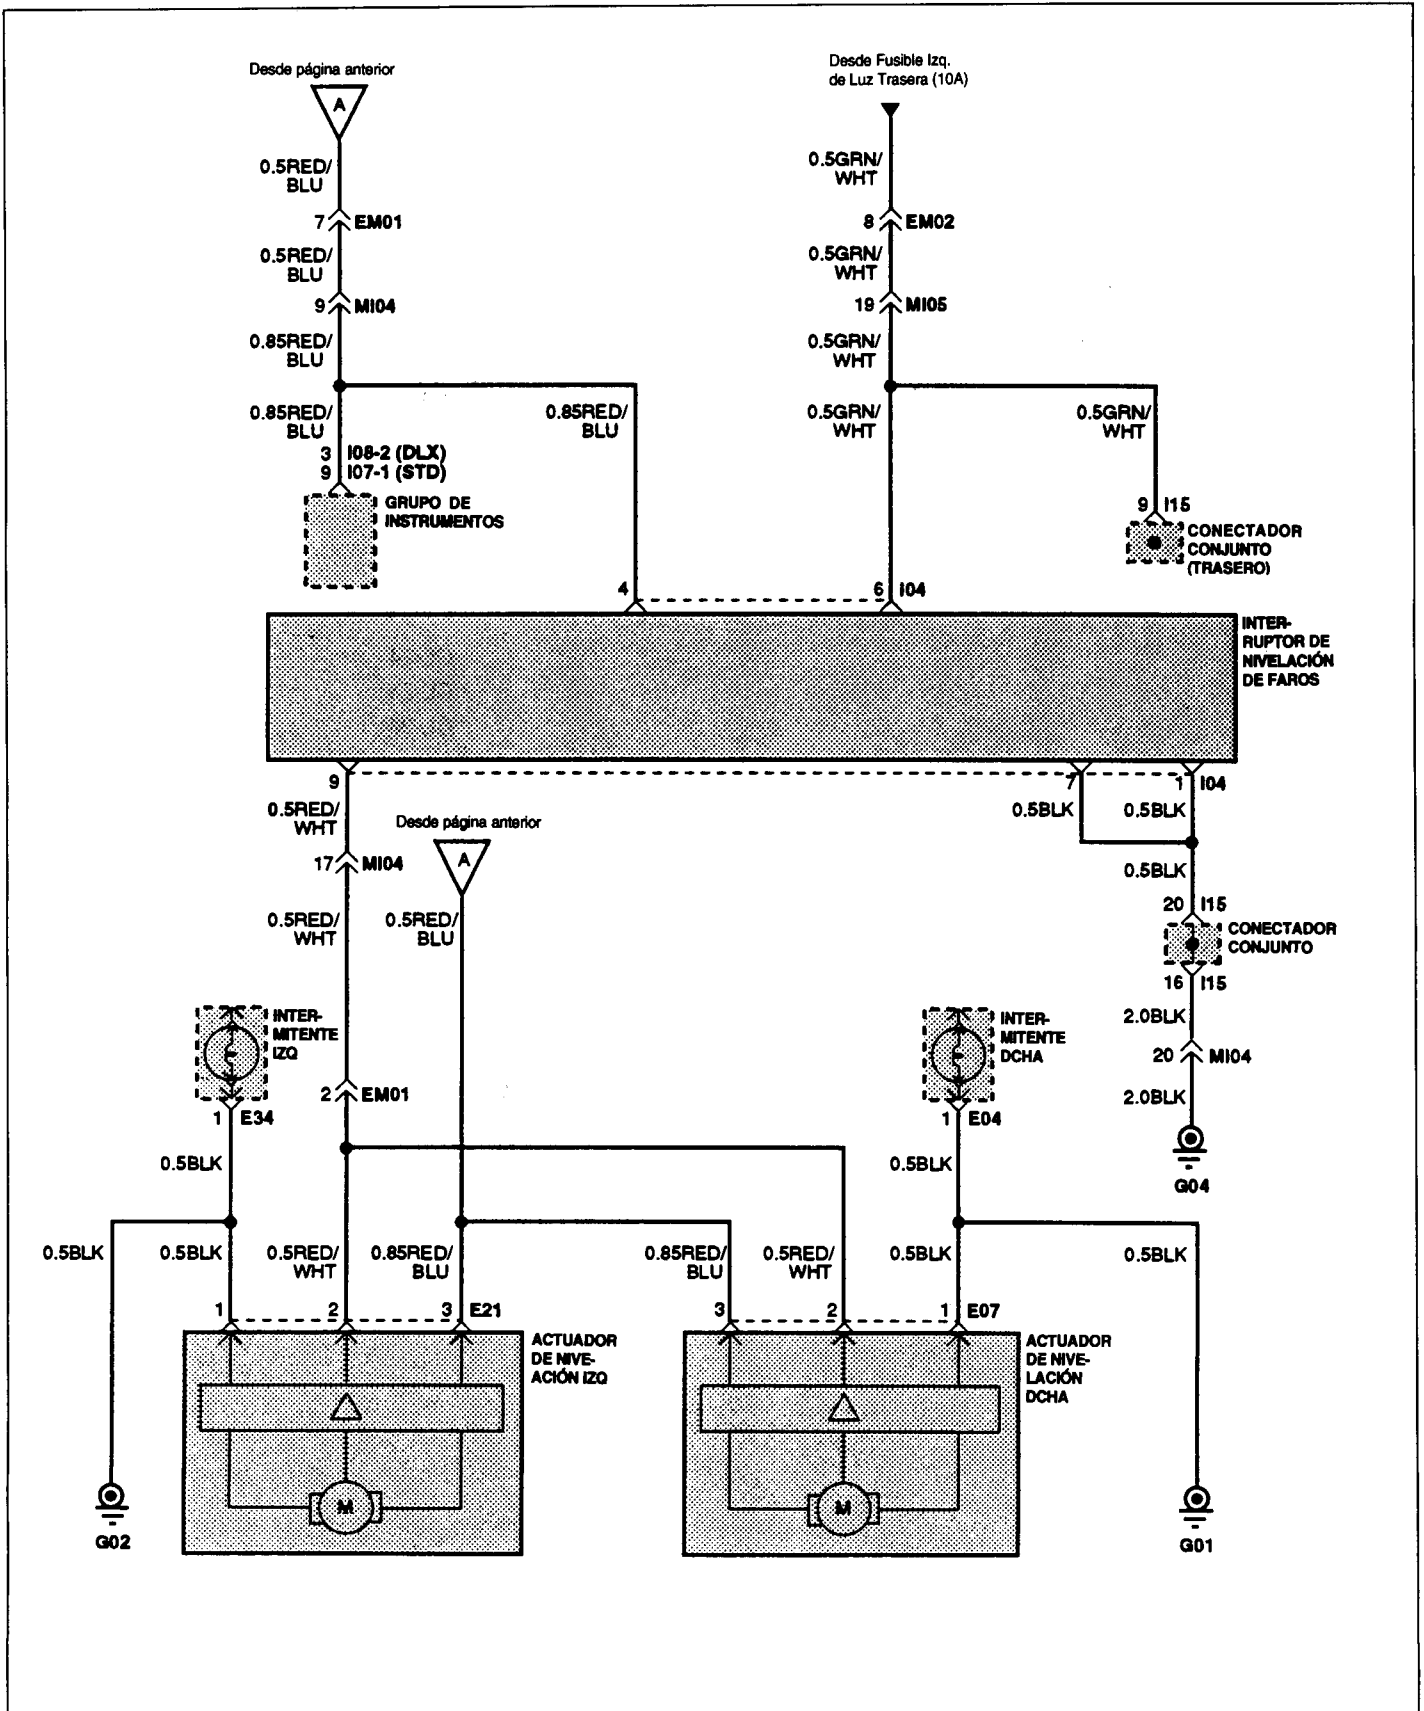 Desde página anterior
A
Desde Fusible Izq.
de Luz Trasera (10A)
0.5RED/
BLU
0.5GRN/
WHT
7 EM01
8 EM02
0.5RED/
BLU
0.5GRN/
WHT
9 MI04
19 MI05
0.85RED/
BLU
0.5GRN/
WHT
0.85RED/
BLU
0.85RED/
BLU
0.5GRN/
WHT
0.5GRN/
WHT
3 I08-2 (DLX)
9 I07-1 (STD)
GRUPO DE
INSTRUMENTOS
9 I15
CONECTADOR
CONJUNTO
(TRASERO)
4
6 I04
INTER-
RUPTOR DE
NIVELACIÓN
DE FAROS
9
7
1 I04
0.5RED/
WHT
Desde página anterior
A
0.5BLK
0.5BLK
17 MI04
0.5BLK
0.5RED/
WHT
0.5RED/
BLU
20 I15
CONECTADOR
CONJUNTO
16 I15
INTER-
MITENTE
IZQ
INTER-
MITENTE
DCHA
2.0BLK
20 MI04
2 EM01
2.0BLK
1 E34
1 E04
0.5BLK
0.5BLK
G04
0.5BLK
0.5BLK
0.5RED/
WHT
0.85RED/
BLU
0.85RED/
BLU
0.5RED/
WHT
0.5BLK
0.5BLK
1
2
3 E21
3
2
1 E07
ACTUADOR
DE NIVE-
ACIÓN IZQ
ACTUADOR
DE NIVE-
LACIÓN
DCHA
M
M
G02
G01